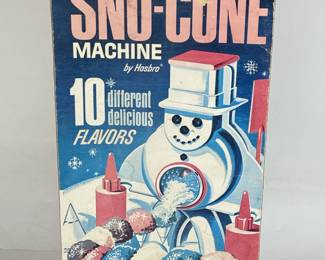 SNO-CONE
MACHINE
by Hasbro®
10 different
delicious
FLAVORS